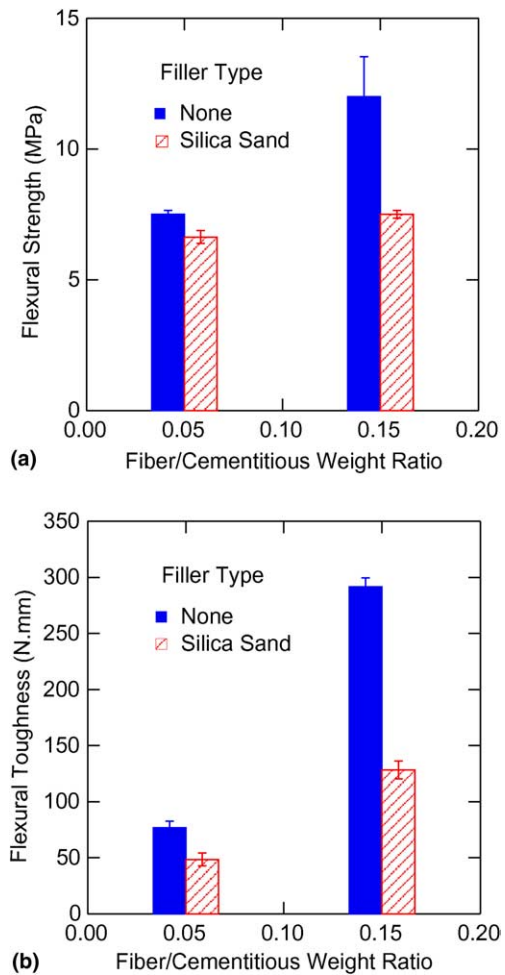 15
10
5
0
Flexural Strength (MPa)
Filler Type
None
Silica Sand
0.00 0.05 0.10 0.15 0.20
(a) Fiber/Cementitious Weight Ratio
350
300
250
200
150
100
50
0
Flexural Toughness (N.mm)
Filler Type
None
Silica Sand
0.00 0.05 0.10 0.15 0.20
(b) Fiber/Cementitious Weight Ratio